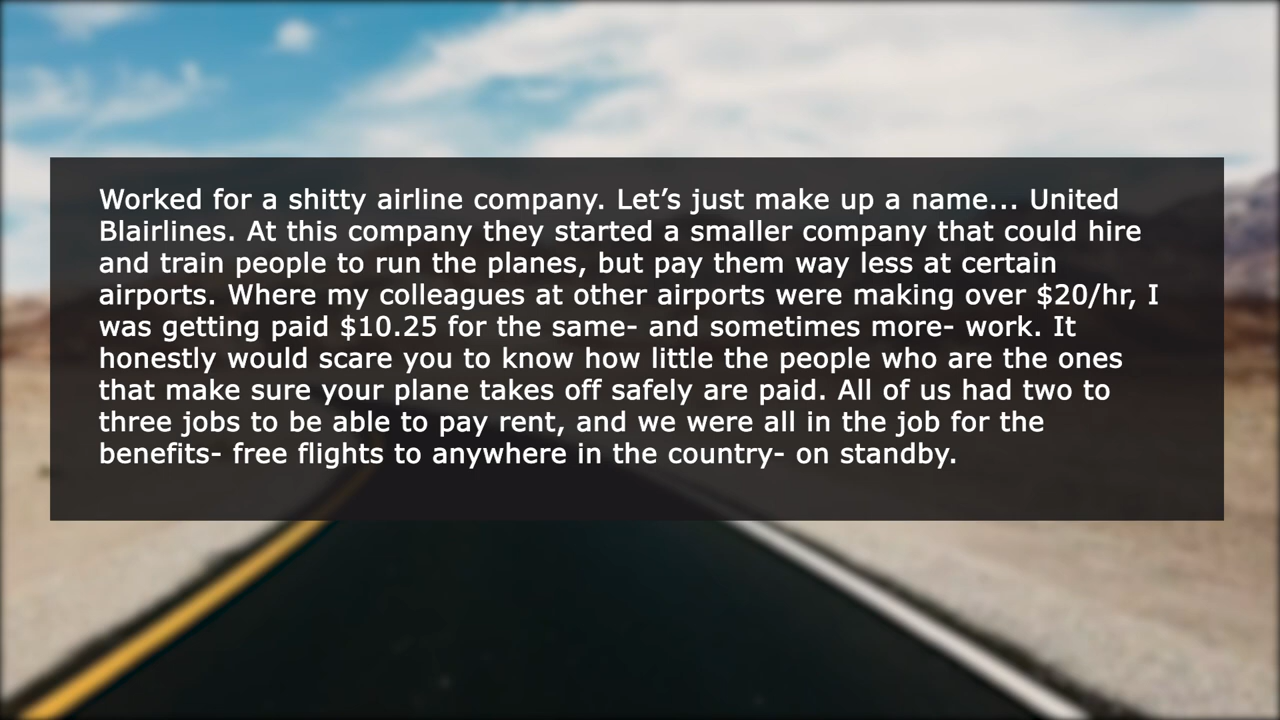 Worked for a shitty airline company. Let’s just make up a name... United
Blairlines. At this company they started a smaller company that could hire
and train people to run the planes, but pay them way less at certain
airports. Where my colleagues at other airports were making over $20/hr, I
was getting paid $10.25 for the same- and sometimes more- work. It
honestly would scare you to know how little the people who are the ones
that make sure your plane takes off safely are paid. All of us had two to
three jobs to be able to pay rent, and we were all in the job for the
benefits- free flights to anywhere in the country- on standby.